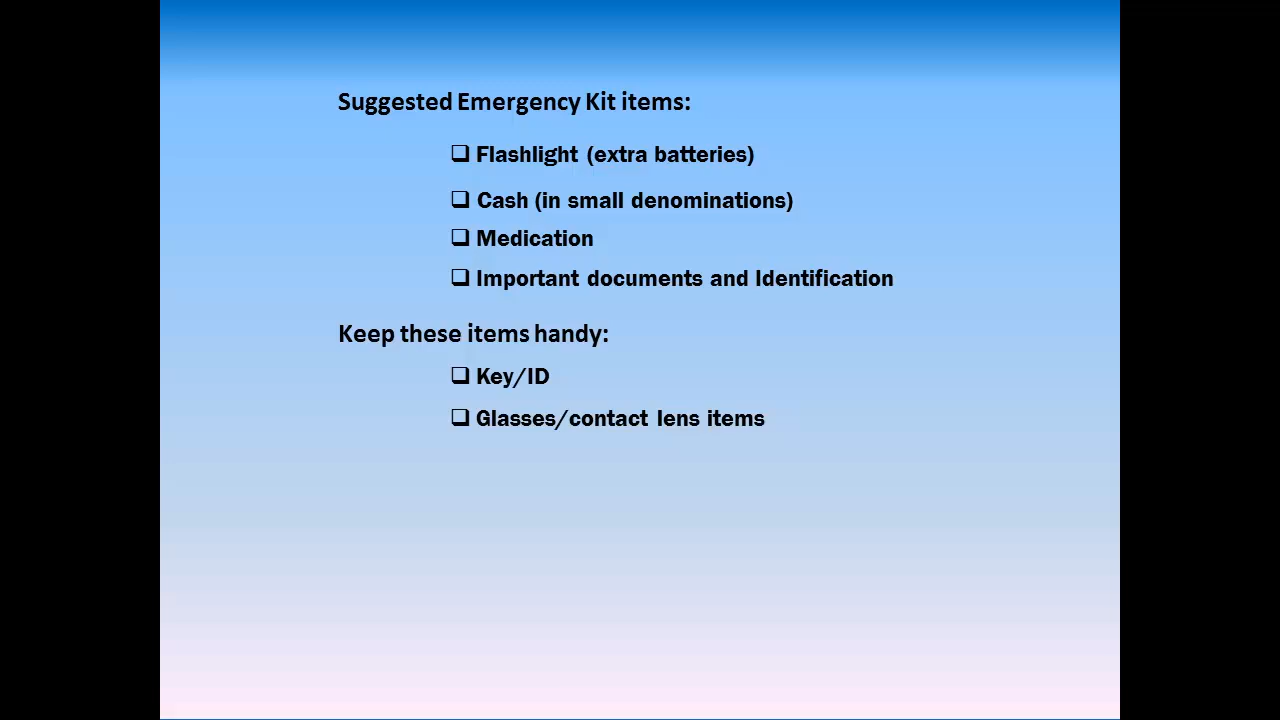 Suggested Emergency Kit items:
❑ Flashlight (extra batteries)
❑ Cash (in small denominations)
❑ Medication
❑ Important documents and Identification
Keep these items handy:
❑ Key/ID
❑ Glasses/contact lens items